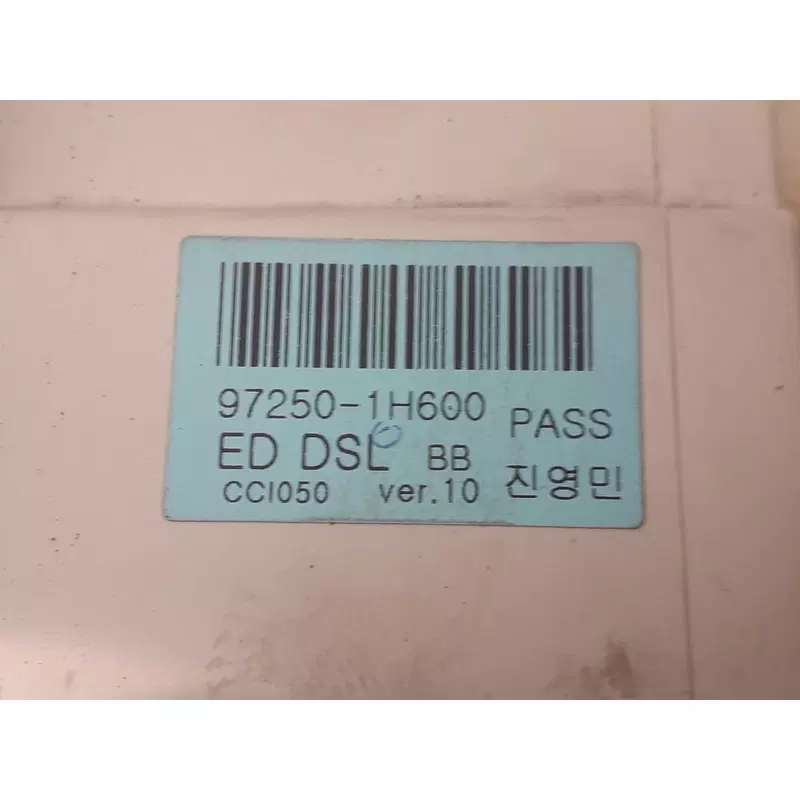 97250-1H600 PASS
ED DSL BB
CCI050 ver.10 진영민